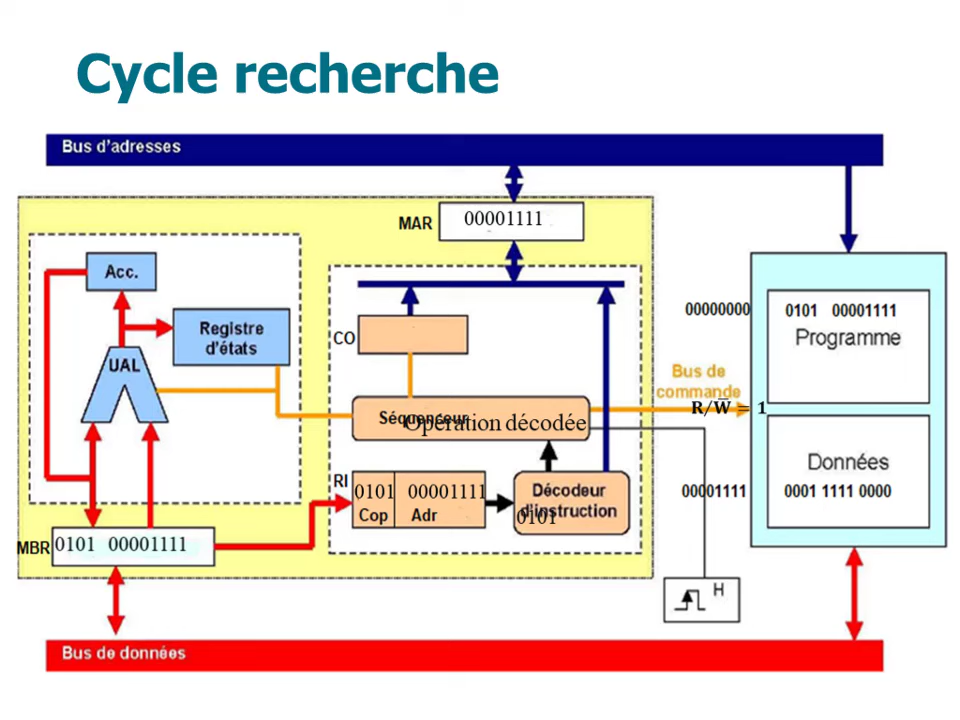 Cycle recherche
Bus d'adresses
MAR
00001111
Acc.
Registre
d'états
UAL
CO
Séquenceur
Opération décodée
RI
0101 00001111
Cop Adr
Décodeur
d'instruction
0101
MBR
0101 00001111
00000000
0101 00001111
Programme
Bus de
commande
R/W̅ = 1
Données
00001111
0001 1111 0000
H
Bus de données